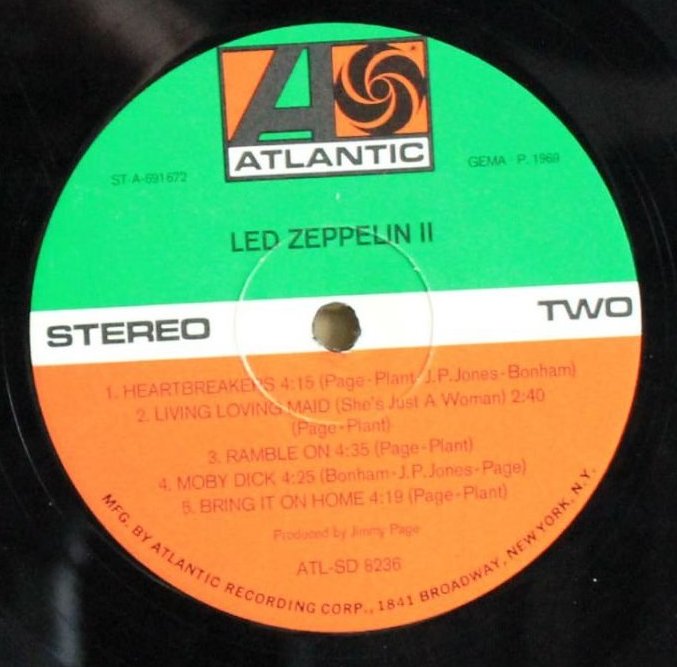 ATLANTIC
ST-A-691672
GEMA · P. 1969
LED ZEPPELIN II
STEREO
TWO
1. HEARTBREAKERS 4:15 (Page-Plant-J.P.Jones-Bonham)
2. LIVING LOVING MAID (She's Just A Woman) 2:40
(Page-Plant)
3. RAMBLE ON 4:35 (Page-Plant)
4. MOBY DICK 4:25 (Bonham-J.P.Jones-Page)
5. BRING IT ON HOME 4:19 (Page-Plant)
Produced by Jimmy Page
ATL-SD 8236
MFG. BY ATLANTIC RECORDING CORP., 1841 BROADWAY, NEW YORK, N.Y.